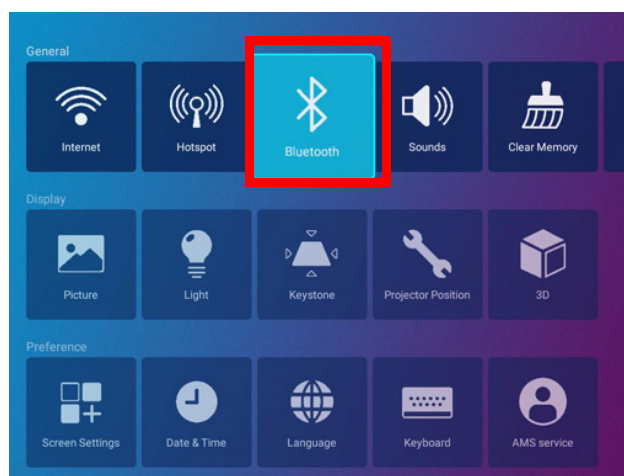 General
Internet Hotspot Bluetooth Sounds Clear Memory
Display
Picture Light Keystone Projector Position 3D
Preference
Screen Settings Date & Time Language Keyboard AMS service